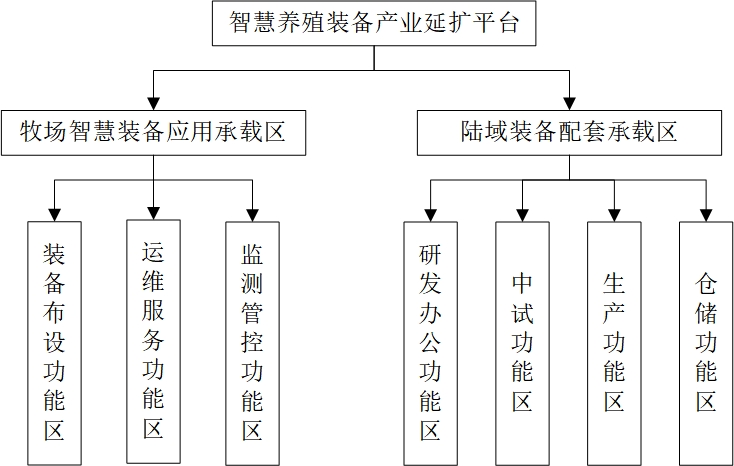 智慧养殖装备产业延扩平台
牧场智慧装备应用承载区
陆域装备配套承载区
装备布设功能区
运维服务功能区
监测管控功能区
研发办公功能区
中试功能区
生产功能区
仓储功能区